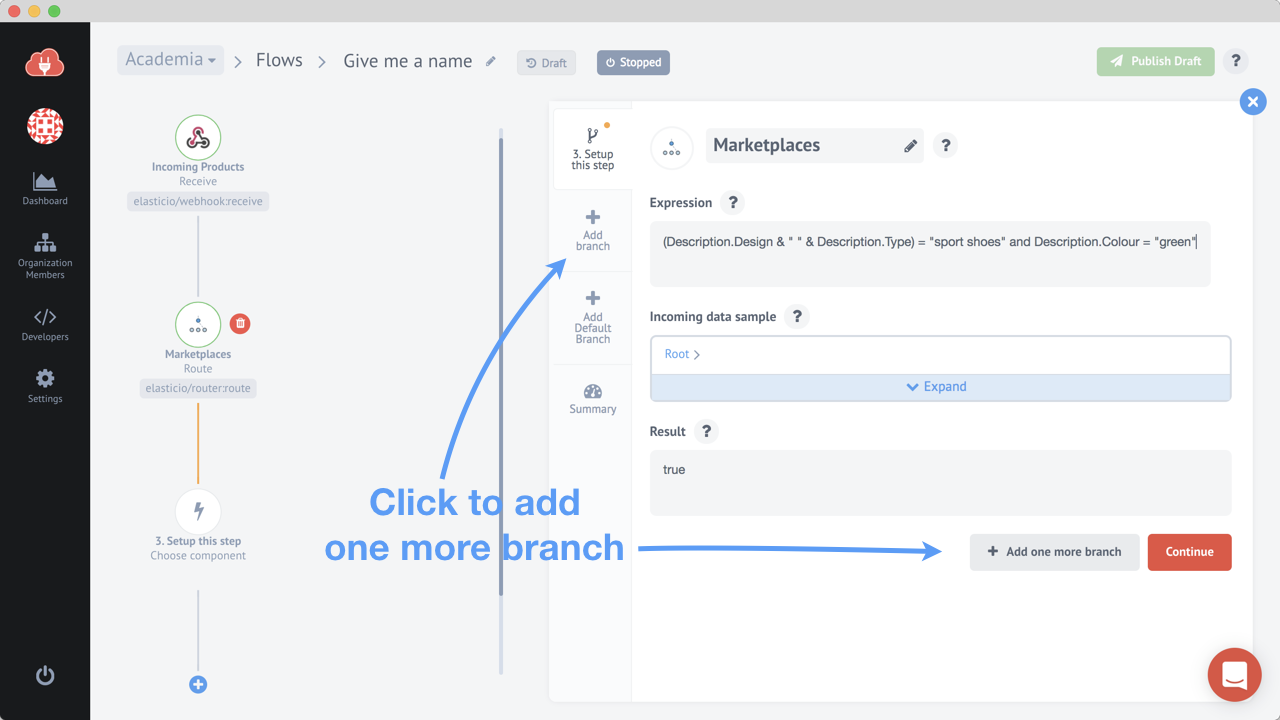 Academia
Flows
Give me a name
Draft
Stopped
Publish Draft
?
Dashboard
Organization
Members
Developers
Settings
Incoming Products
Receive
elasticio/webhook:receive
Marketplaces
Route
elasticio/router:route
3. Setup this step
Choose component
Click to add
one more branch
3. Setup
this step
Add
branch
Add
Default
Branch
Summary
Marketplaces
?
Expression ?
(Description.Design & " " & Description.Type) = "sport shoes" and Description.Colour = "green"
Incoming data sample ?
Root >
Expand
Result ?
true
+ Add one more branch
Continue